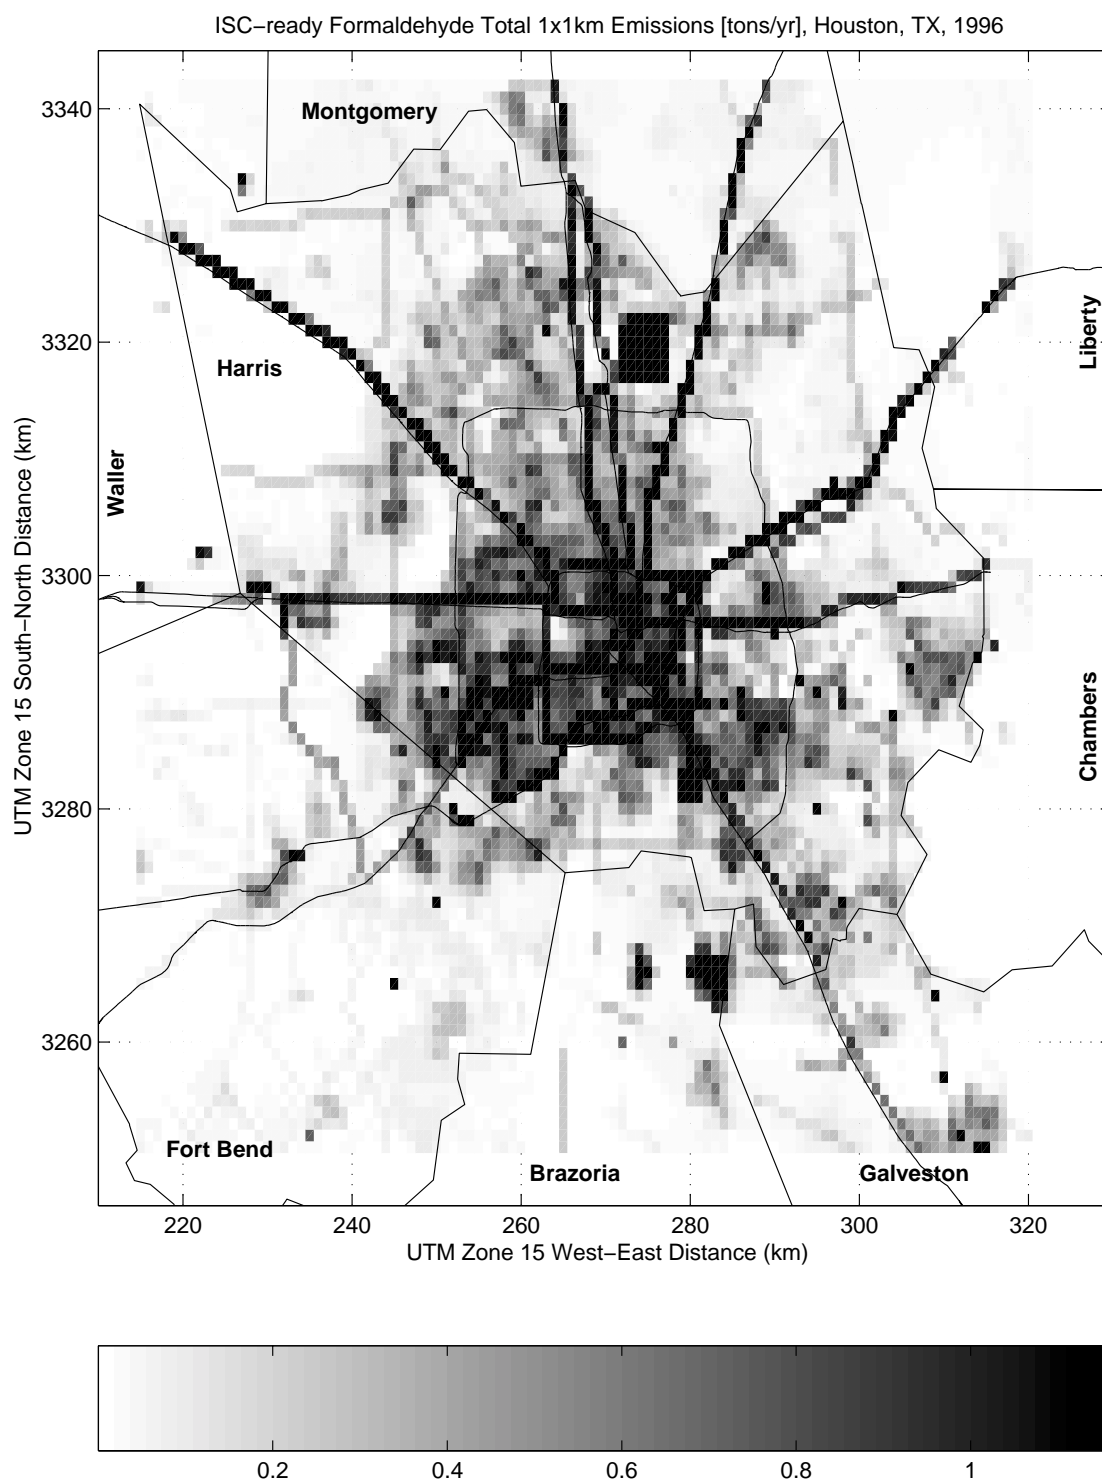 ISC−ready Formaldehyde Total 1x1km Emissions [tons/yr], Houston, TX, 1996
3340
3320
3300
3280
3260
UTM Zone 15 South−North Distance (km)
Montgomery
Harris
Waller
Liberty
Chambers
Fort Bend
Brazoria
Galveston
220
240
260
280
300
320
UTM Zone 15 West−East Distance (km)
0.2
0.4
0.6
0.8
1